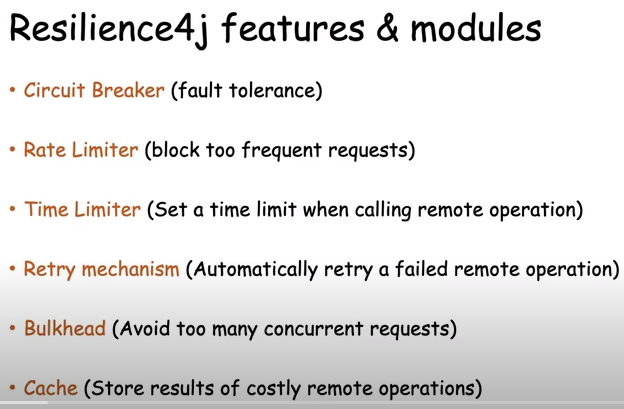 Resilience4j features & modules
• Circuit Breaker (fault tolerance)
• Rate Limiter (block too frequent requests)
• Time Limiter (Set a time limit when calling remote operation)
• Retry mechanism (Automatically retry a failed remote operation)
• Bulkhead (Avoid too many concurrent requests)
• Cache (Store results of costly remote operations)